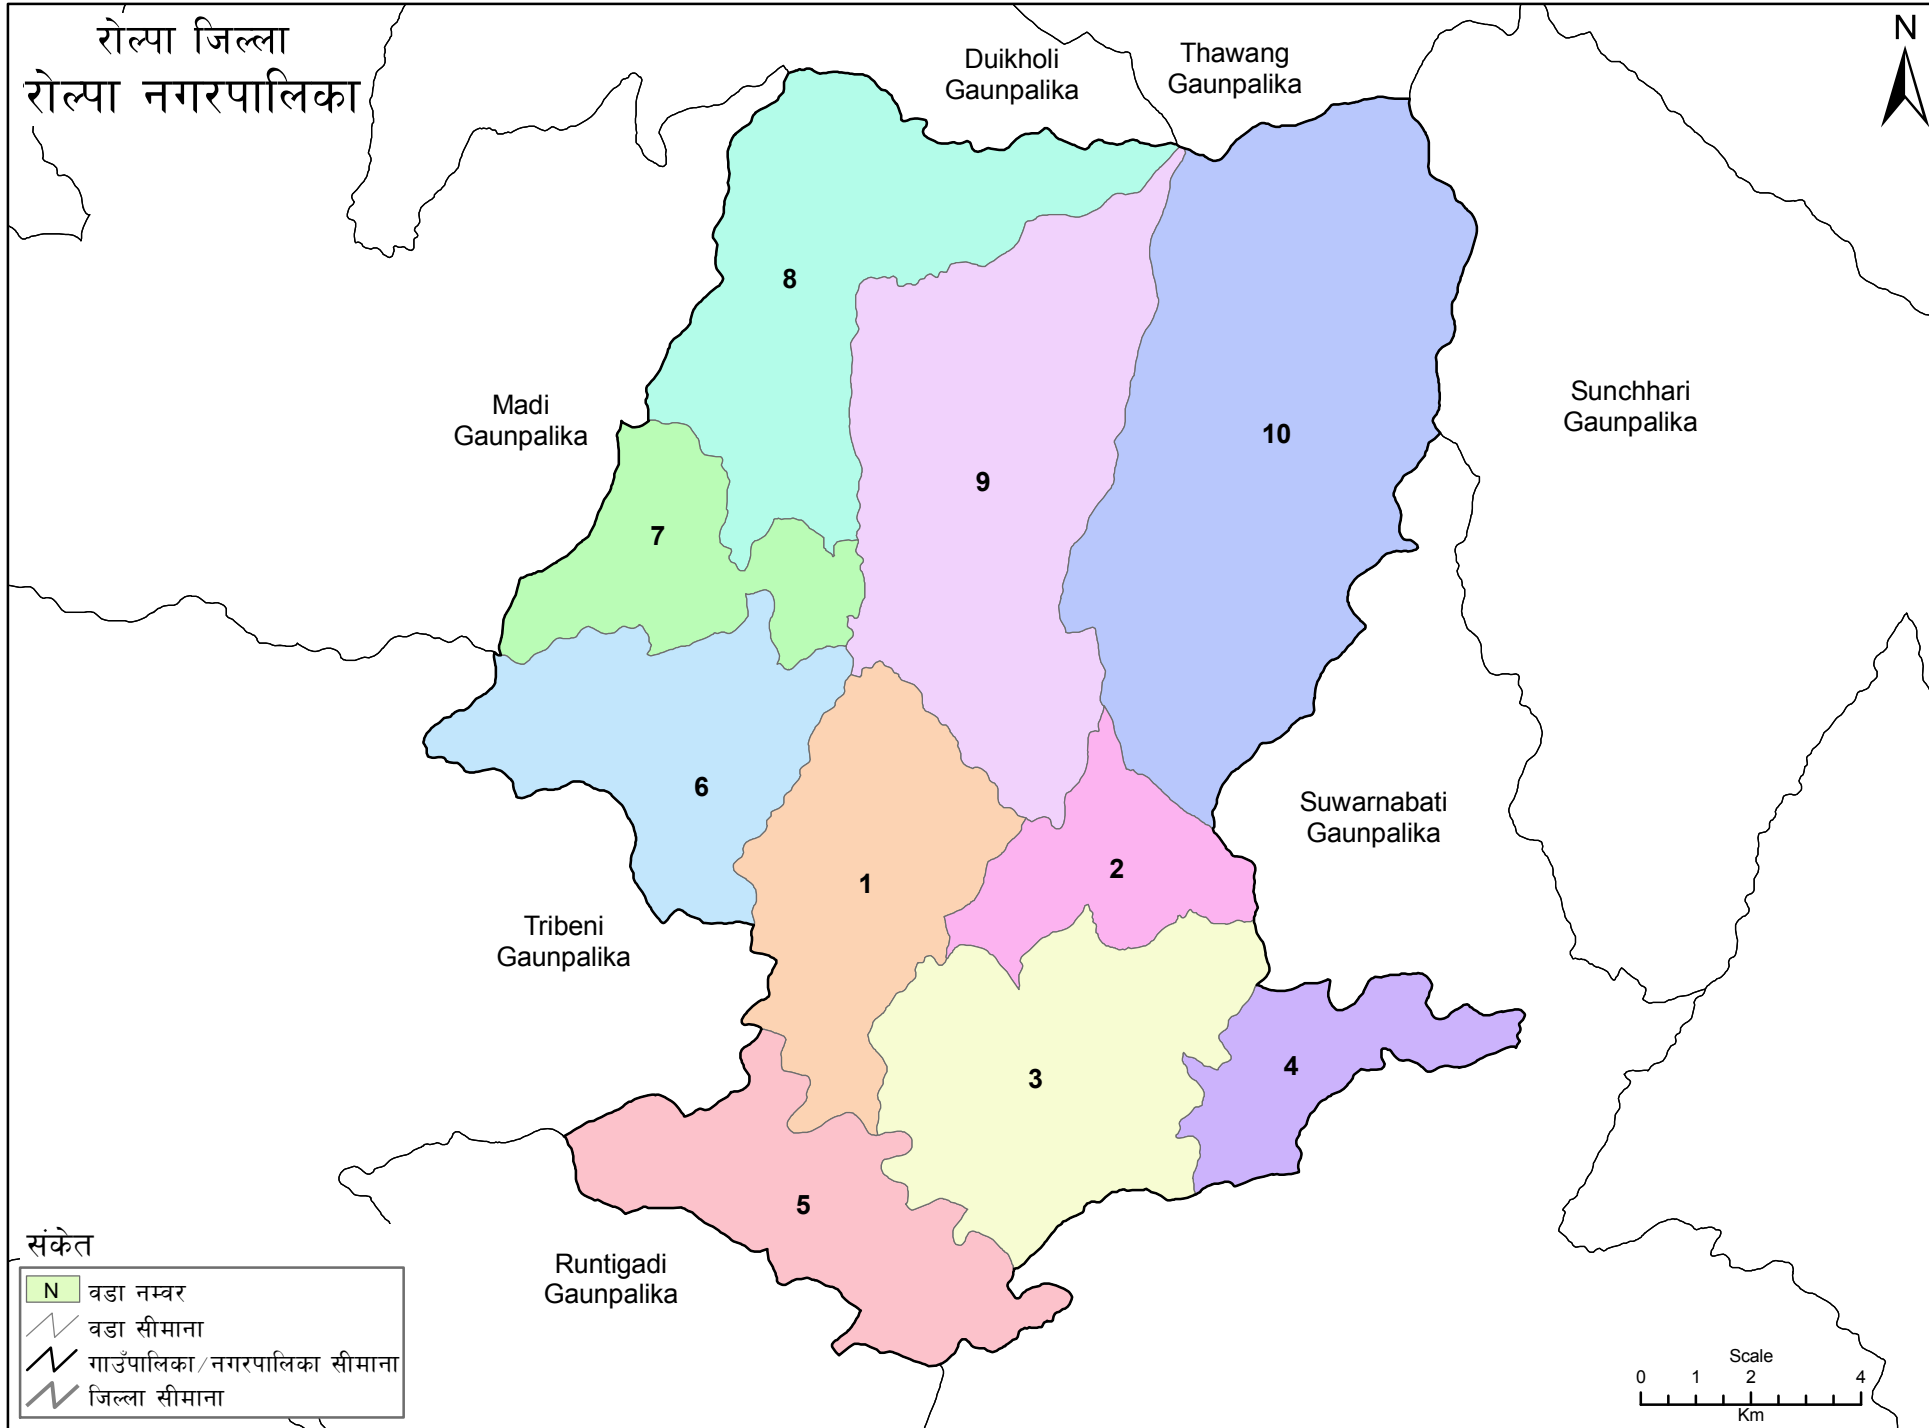 रोल्पा जिल्ला
रोल्पा नगरपालिका
N
Duikholi
Gaunpalika
Thawang
Gaunpalika
8
Madi
Gaunpalika
Sunchhari
Gaunpalika
10
9
7
6
Suwarnabati
Gaunpalika
2
1
Tribeni
Gaunpalika
4
3
5
Runtigadi
Gaunpalika
संकेत
N वडा नम्वर
वडा सीमाना
गाउँपालिका/नगरपालिका सीमाना
जिल्ला सीमाना
Scale
0 1 2 4
Km